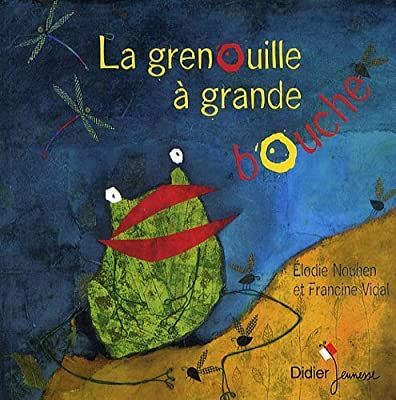 La grenOuille
à grande
bOuche
Élodie Nouhen
et Francine Vidal
Didier Jeunesse